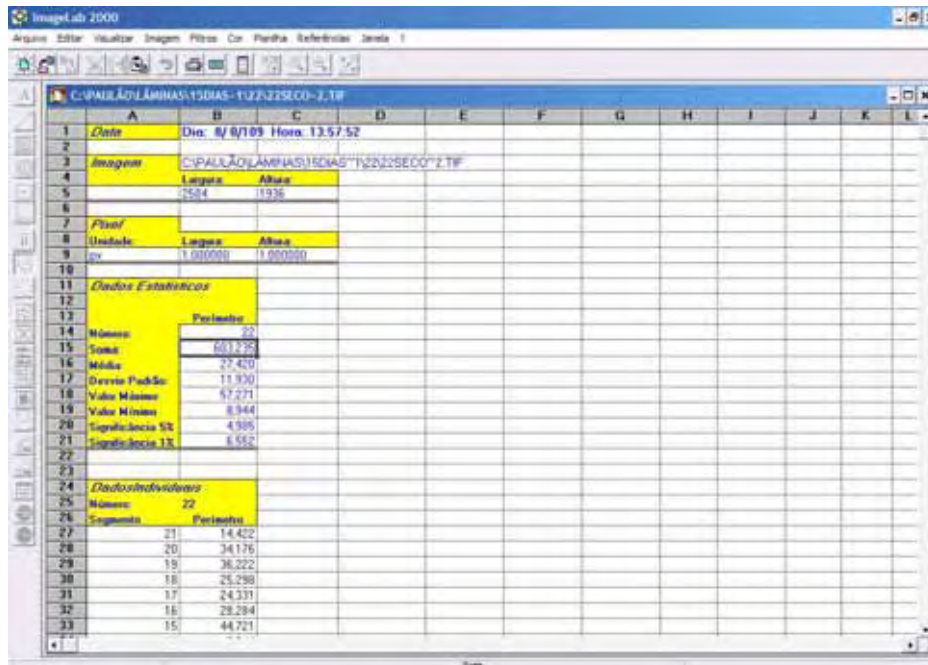 ImageLab 2000
Arquivo Editar Visualizar Imagem Filtros Cor Planilha Referências Janela ?
C:\PAULÃO\LÂMINAS\15DIAS~1\22\22SECO~2.TIF
A B C D E F G H I J K L
1 Data Dia: 8/ 8/109 Hora: 13:57:52
2
3 Imagem C:\PAULÃO\LÂMINAS\15DIAS~1\22\22SECO~2.TIF
4 Largura Altura
5 2584 1936
6
7 Pixel
8 Unidade: Largura Altura
9 px 1.000000 1.000000
10
11 Dados Estatísticos
12
13 Perímetro
14 Número: 22
15 Soma:
16 Média: 27,420
17 Desvio Padrão: 11,930
18 Valor Máximo 57,271
19 Valor Mínimo 8,944
20 Significância 5% 4,985
21 Significância 1% 6,552
22
23
24 DadosIndividuais
25 Número: 22
26 Segmento Perímetro
27 21 14,422
28 20 34,176
29 19 36,222
30 18 25,298
31 17 24,331
32 16 28,284
33 15 44,721